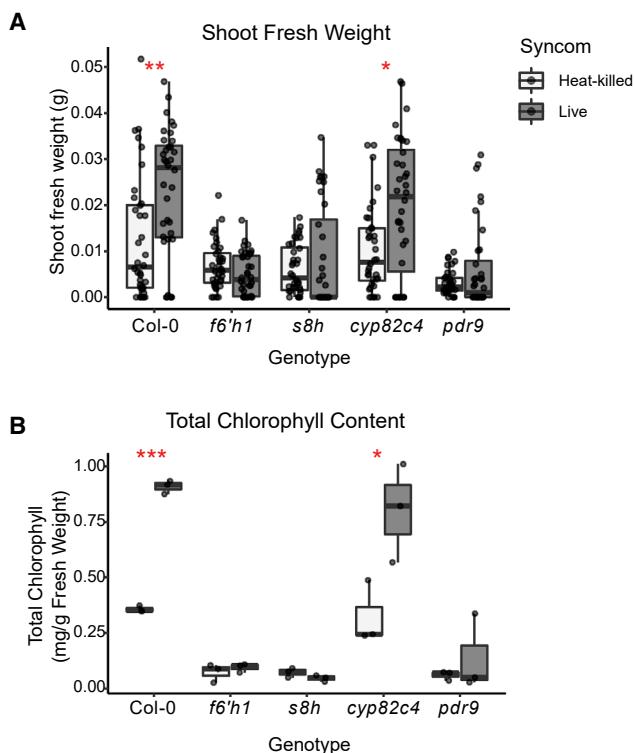 A
Shoot Fresh Weight
Syncom
Heat-killed
Live
** *
Shoot fresh weight (g)
0.05
0.04
0.03
0.02
0.01
0.00
Col-0 f6'h1 s8h cyp82c4 pdr9
Genotype
B
Total Chlorophyll Content
*** *
Total Chlorophyll
(mg/g Fresh Weight)
1.00
0.75
0.50
0.25
0.00
Col-0 f6'h1 s8h cyp82c4 pdr9
Genotype